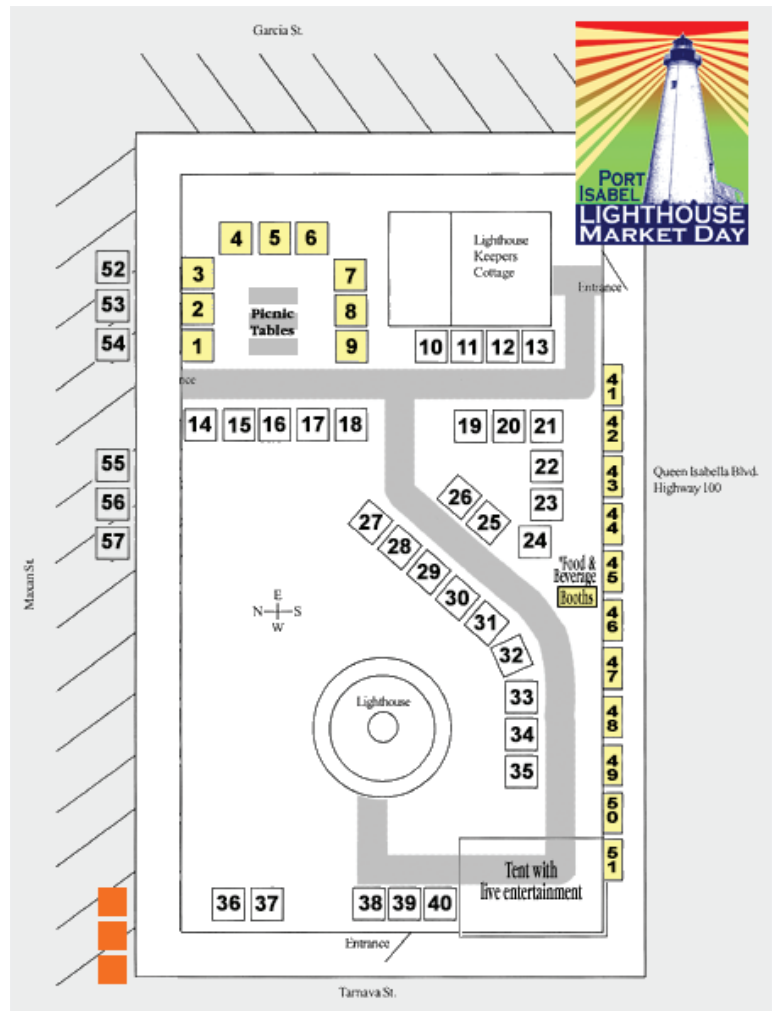 Garcia St.
PORT
ISABEL
LIGHTHOUSE
MARKET DAY
4 5 6
Lighthouse
Keepers
Cottage
52
3
7
Entrance
53
2
Picnic
Tables
8
54
1
9
10 11 12 13
nce
41
14 15 16 17 18
19 20 21
42
55
22
43
Queen Isabella Blvd.
Highway 100
56
26
23
44
27
25
57
28
24
29
*Food &
Beverage
Booths
45
Maxan St.
30
E
N S
W
31
46
32
47
Lighthouse
33
48
34
35
49
50
Tent with
live entertainment
51
36 37
38 39 40
Entrance
Tarnava St.